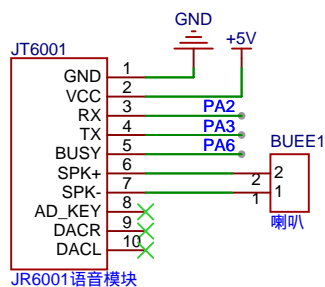 GND
+5V
JT6001
GND 1
VCC 2
RX 3 PA2
TX 4 PA3
BUSY 5 PA6
SPK+ 6
SPK- 7
AD_KEY 8
DACR 9
DACL 10
BUEE1
2 2
1 1
喇叭
JR6001语音模块